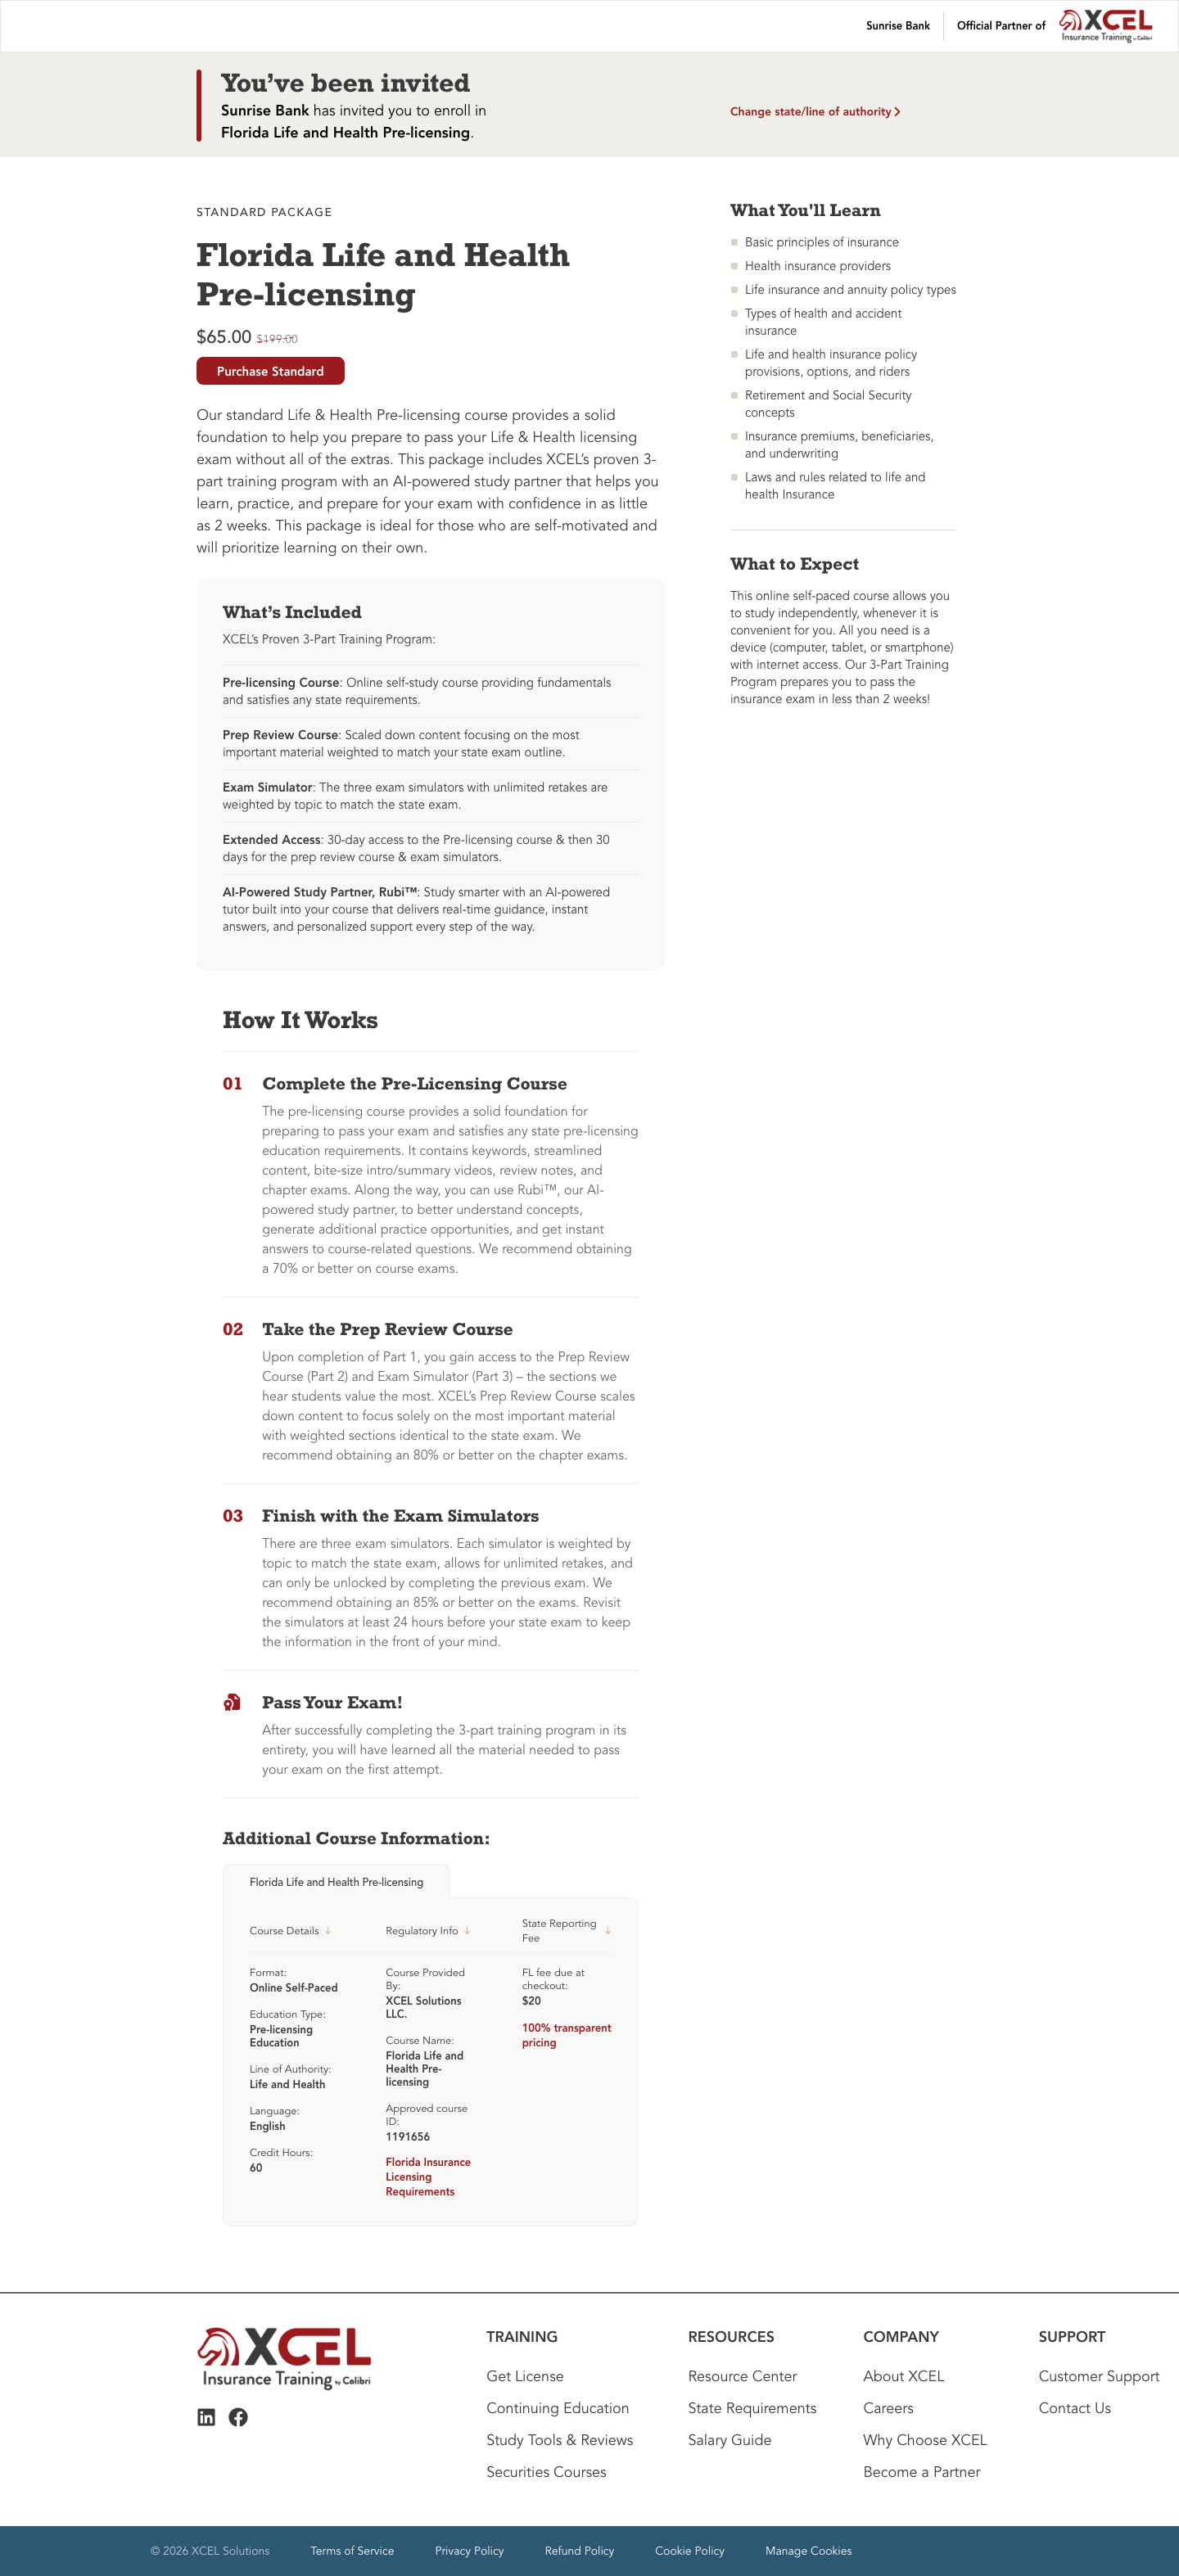 Sunrise Bank
Official Partner of
XCEL
Insurance Training by Colibri
You’ve been invited
Sunrise Bank has invited you to enroll in
Florida Life and Health Pre-licensing.
Change state/line of authority
STANDARD PACKAGE
Florida Life and Health
Pre-licensing
$65.00 $199.00
Purchase Standard
Our standard Life & Health Pre-licensing course provides a solid
foundation to help you prepare to pass your Life & Health licensing
exam without all of the extras. This package includes XCEL’s proven 3-
part training program with an AI-powered study partner that helps you
learn, practice, and prepare for your exam with confidence in as little
as 2 weeks. This package is ideal for those who are self-motivated and
will prioritize learning on their own.
What’s Included
XCEL’s Proven 3-Part Training Program:
Pre-licensing Course: Online self-study course providing fundamentals
and satisfies any state requirements.
Prep Review Course: Scaled down content focusing on the most
important material weighted to match your state exam outline.
Exam Simulator: The three exam simulators with unlimited retakes are
weighted by topic to match the state exam.
Extended Access: 30-day access to the Pre-licensing course & then 30
days for the prep review course & exam simulators.
AI-Powered Study Partner, Rubi™: Study smarter with an AI-powered
tutor built into your course that delivers real-time guidance, instant
answers, and personalized support every step of the way.
What You'll Learn
Basic principles of insurance
Health insurance providers
Life insurance and annuity policy types
Types of health and accident
insurance
Life and health insurance policy
provisions, options, and riders
Retirement and Social Security
concepts
Insurance premiums, beneficiaries,
and underwriting
Laws and rules related to life and
health Insurance
What to Expect
This online self-paced course allows you
to study independently, whenever it is
convenient for you. All you need is a
device (computer, tablet, or smartphone)
with internet access. Our 3-Part Training
Program prepares you to pass the
insurance exam in less than 2 weeks!
How It Works
01 Complete the Pre-Licensing Course
The pre-licensing course provides a solid foundation for
preparing to pass your exam and satisfies any state pre-licensing
education requirements. It contains keywords, streamlined
content, bite-size intro/summary videos, review notes, and
chapter exams. Along the way, you can use Rubi™, our AI-
powered study partner, to better understand concepts,
generate additional practice opportunities, and get instant
answers to course-related questions. We recommend obtaining
a 70% or better on course exams.
02 Take the Prep Review Course
Upon completion of Part 1, you gain access to the Prep Review
Course (Part 2) and Exam Simulator (Part 3) – the sections we
hear students value the most. XCEL’s Prep Review Course scales
down content to focus solely on the most important material
with weighted sections identical to the state exam. We
recommend obtaining an 80% or better on the chapter exams.
03 Finish with the Exam Simulators
There are three exam simulators. Each simulator is weighted by
topic to match the state exam, allows for unlimited retakes, and
can only be unlocked by completing the previous exam. We
recommend obtaining an 85% or better on the exams. Revisit
the simulators at least 24 hours before your state exam to keep
the information in the front of your mind.
Pass Your Exam!
After successfully completing the 3-part training program in its
entirety, you will have learned all the material needed to pass
your exam on the first attempt.
Additional Course Information:
Florida Life and Health Pre-licensing
Course Details
Format:
Online Self-Paced
Education Type:
Pre-licensing
Education
Line of Authority:
Life and Health
Language:
English
Credit Hours:
60
Regulatory Info
Course Provided
By:
XCEL Solutions
LLC.
Course Name:
Florida Life and
Health Pre-
licensing
Approved course
ID:
1191656
Florida Insurance
Licensing
Requirements
State Reporting
Fee
FL fee due at
checkout:
$20
100% transparent
pricing
XCEL
Insurance Training by Colibri
TRAINING
Get License
Continuing Education
Study Tools & Reviews
Securities Courses
RESOURCES
Resource Center
State Requirements
Salary Guide
COMPANY
About XCEL
Careers
Why Choose XCEL
Become a Partner
SUPPORT
Customer Support
Contact Us
© 2026 XCEL Solutions
Terms of Service
Privacy Policy
Refund Policy
Cookie Policy
Manage Cookies